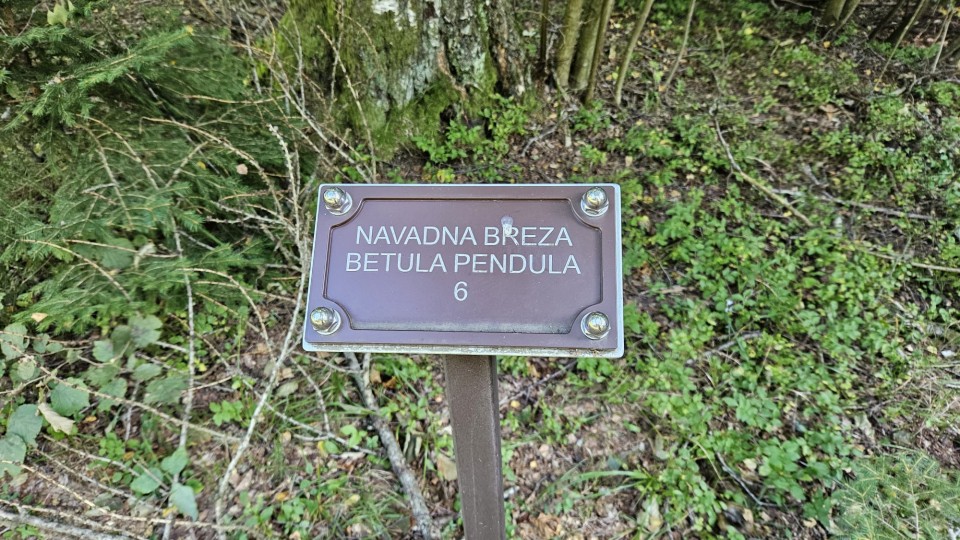 NAVADNA BREZA
BETULA PENDULA
6